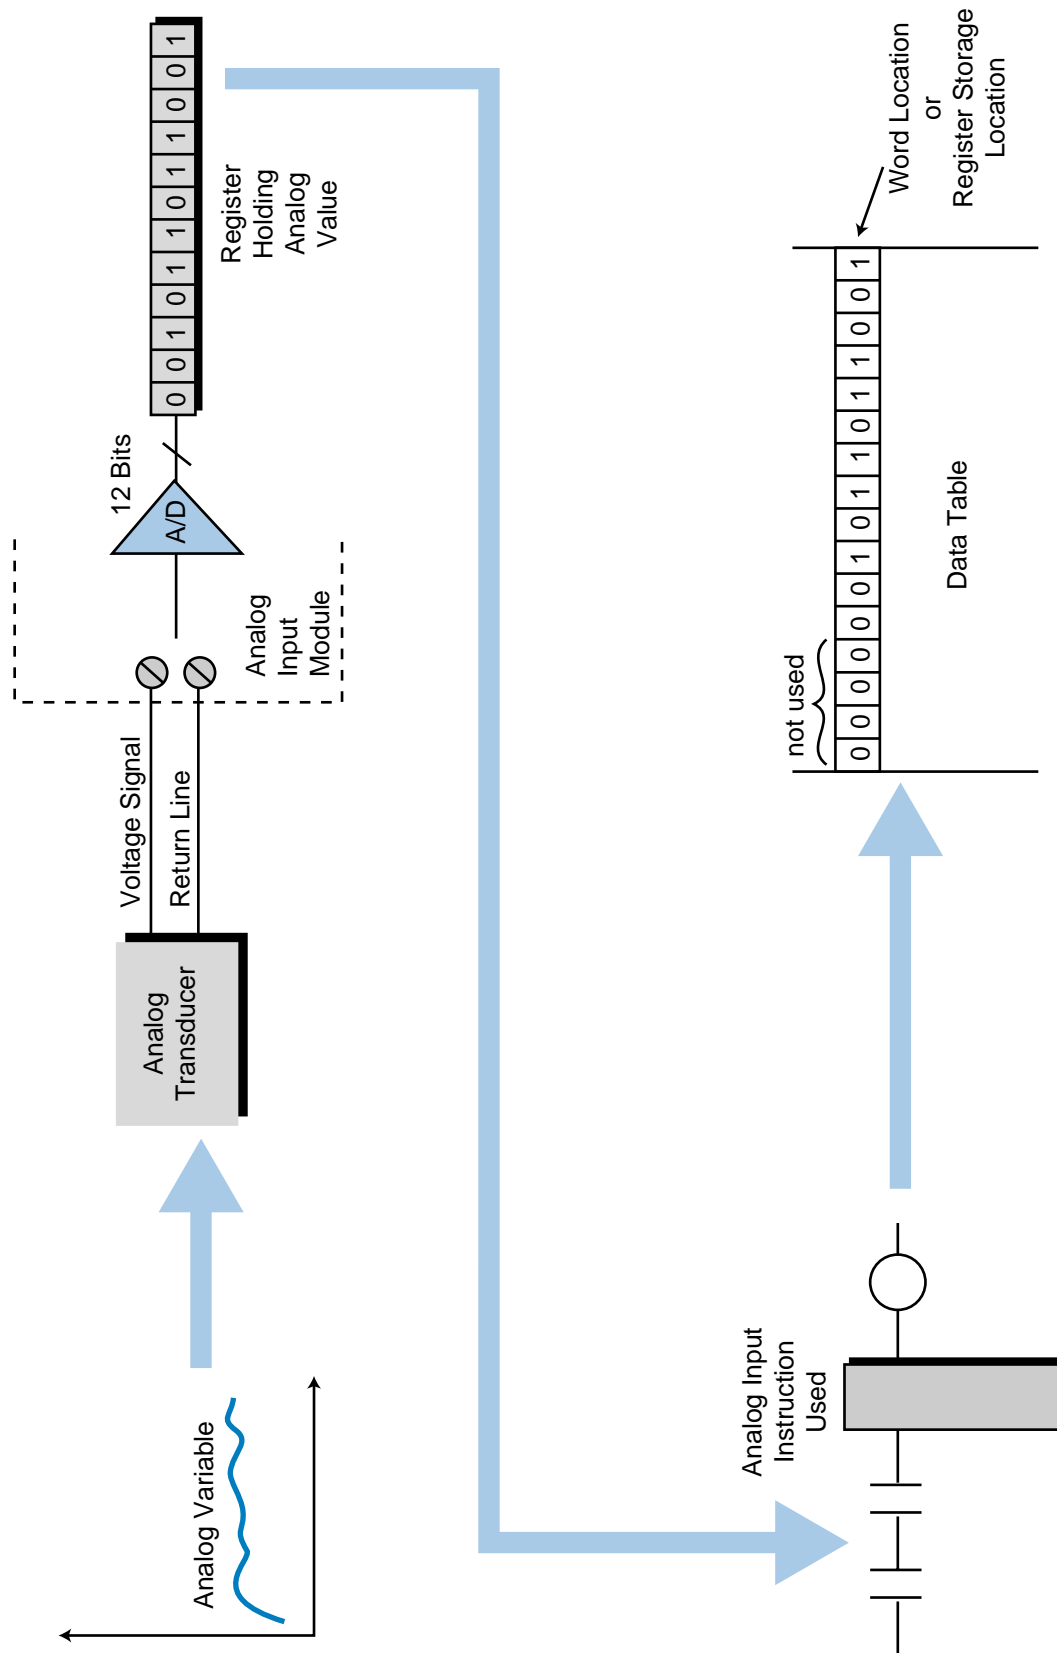 Analog Variable
Analog
Transducer
Voltage Signal
Return Line
Analog
Input
Module
A/D
12 Bits
0 0 1 0 1 1 0 1 1 0 0 1
Register
Holding
Analog
Value
Analog Input
Instruction
Used
not used
0 0 0 0 0 0 1 0 1 1 0 1 1 0 0 1
Data Table
Word Location
or
Register Storage
Location